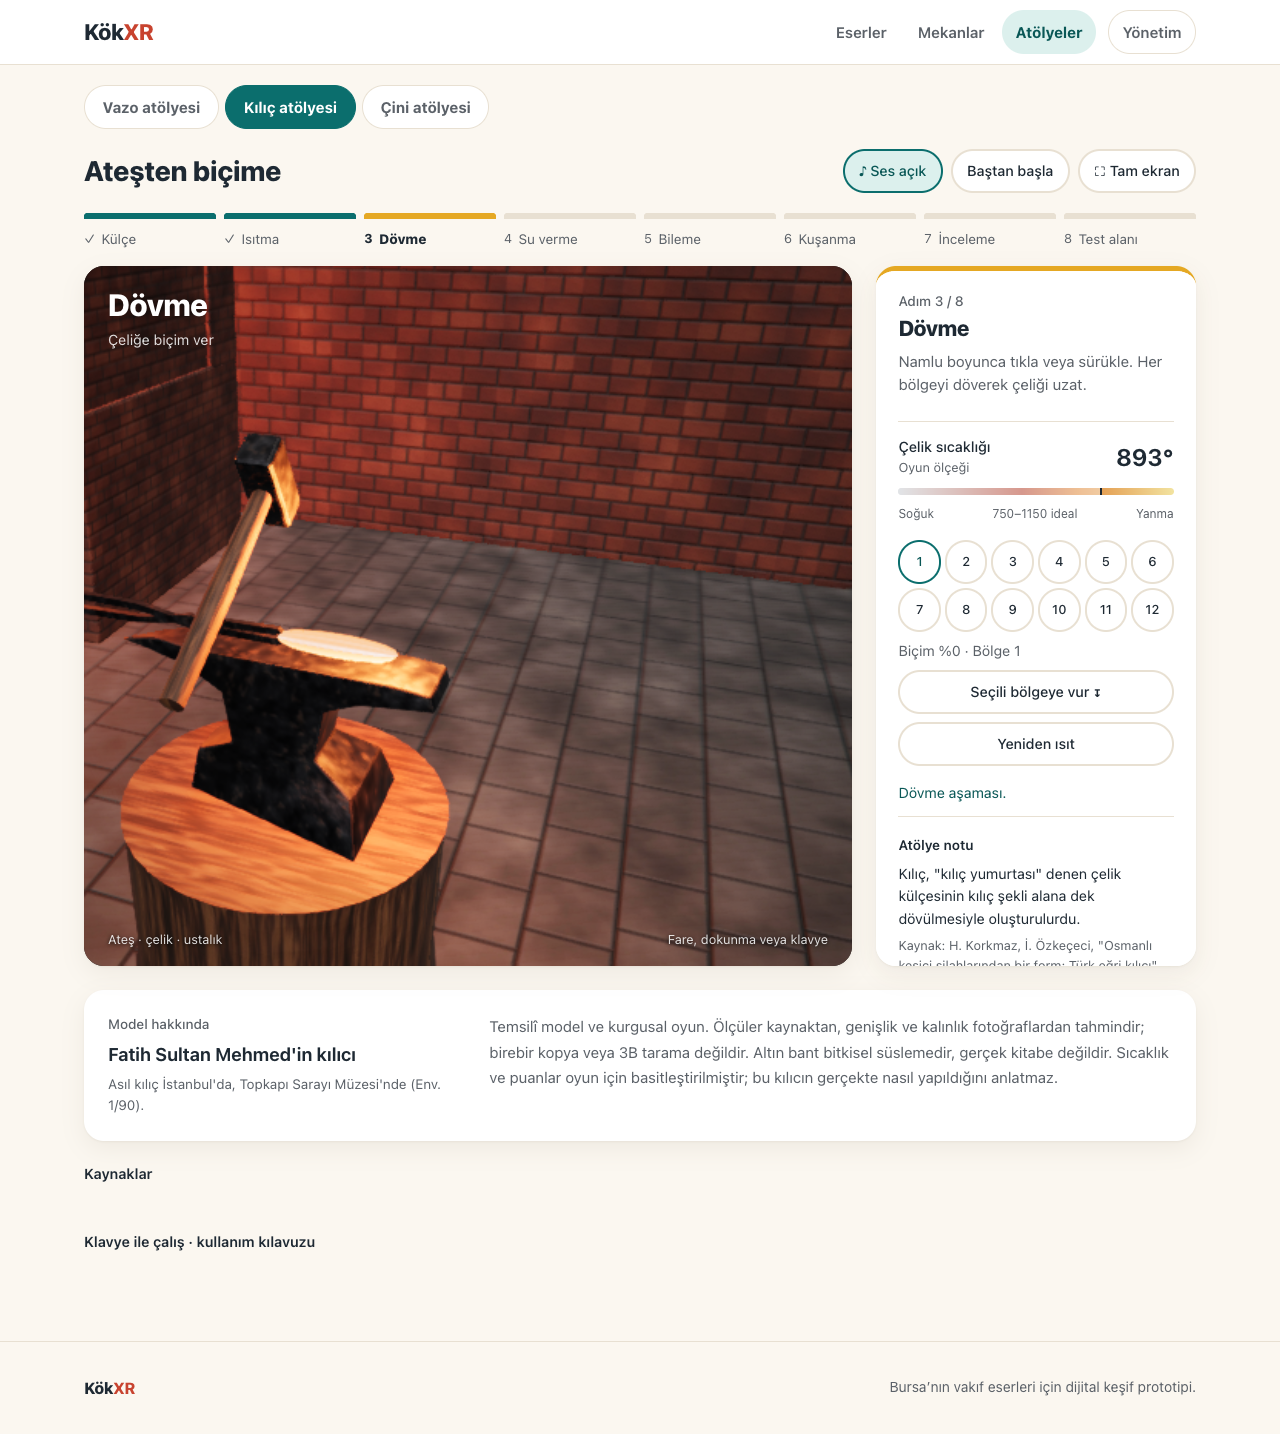 KökXR
Eserler
Mekanlar
Atölyeler
Yönetim
Vazo atölyesi
Kılıç atölyesi
Çini atölyesi
Ateşten biçime
♪ Ses açık
Baştan başla
⛶ Tam ekran
✓ Külçe
✓ Isıtma
3 Dövme
4 Su verme
5 Bileme
6 Kuşanma
7 İnceleme
8 Test alanı
Dövme
Çeliğe biçim ver
Ateş · çelik · ustalık
Fare, dokunma veya klavye
Adım 3 / 8
Dövme
Namlu boyunca tıkla veya sürükle. Her
bölgeyi döverek çeliği uzat.
Çelik sıcaklığı
Oyun ölçeği
893°
Soğuk
750–1150 ideal
Yanma
1 2 3 4 5 6
7 8 9 10 11 12
Biçim %0 · Bölge 1
Seçili bölgeye vur ↧
Yeniden ısıt
Dövme aşaması.
Atölye notu
Kılıç, "kılıç yumurtası" denen çelik
külçesinin kılıç şekli alana dek
dövülmesiyle oluşturulurdu.
Kaynak: H. Korkmaz, İ. Özkeçeci, "Osmanlı
kesici silahlarından bir form: Türk eğri kılıcı"
Model hakkında
Fatih Sultan Mehmed'in kılıcı
Asıl kılıç İstanbul'da, Topkapı Sarayı Müzesi'nde (Env.
1/90).
Temsilî model ve kurgusal oyun. Ölçüler kaynaktan, genişlik ve kalınlık fotoğraflardan tahmindir;
birebir kopya veya 3B tarama değildir. Altın bant bitkisel süslemedir, gerçek kitabe değildir. Sıcaklık
ve puanlar oyun için basitleştirilmiştir; bu kılıcın gerçekte nasıl yapıldığını anlatmaz.
Kaynaklar
Klavye ile çalış · kullanım kılavuzu
KökXR
Bursa’nın vakıf eserleri için dijital keşif prototipi.